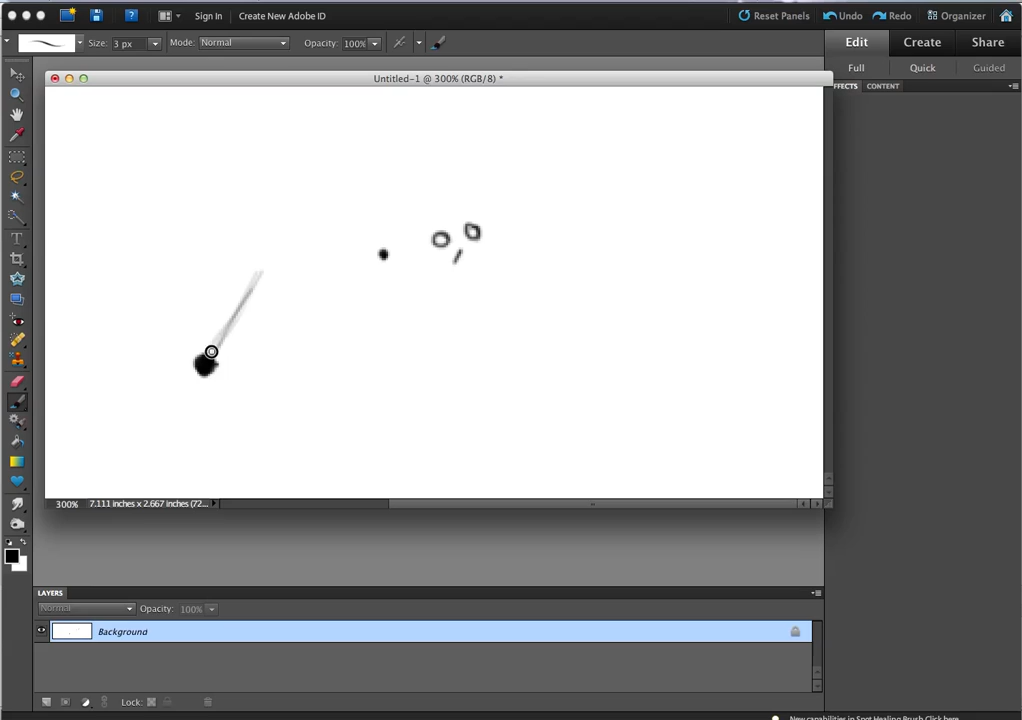 Sign In Create New Adobe ID Reset Panels Undo Redo Organizer
Size: 3 px Mode: Normal Opacity: 100% Edit Create Share
Full Quick Guided
Untitled-1 @ 300% (RGB/8) *
FFECTS CONTENT
300% 7.111 inches x 2.667 inches (72...
LAYERS
Normal Opacity: 100%
Background
Lock:
New capabilities in Spot Healing Brush Click here